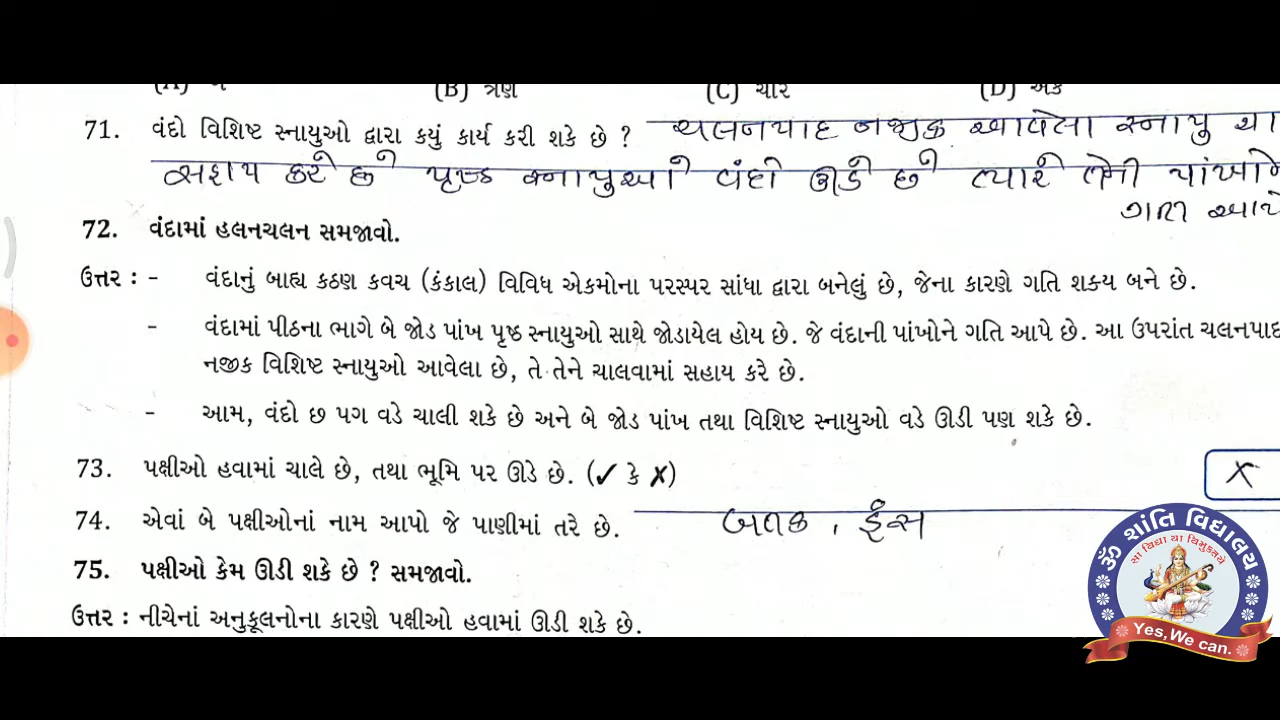 (B) ત્રણ (C) ચાર (D) એક
71. વંદો વિશિષ્ટ સ્નાયુઓ દ્વારા કયું કાર્ય કરી શકે છે ? ચલનપાદ નજીક આવેલા સ્નાયુ ચા
કરે છે પૃષ્ઠ સ્નાયુઓ વંદો ઊડે છે ત્યારે તેની પાંખોને
ગતિ આપે
72. વંદામાં હલનચલન સમજાવો.
ઉત્તર : - વંદાનું બાહ્ય કઠણ કવચ (કંકાલ) વિવિધ એકમોના પરસ્પર સાંધા દ્વારા બનેલું છે, જેના કારણે ગતિ શક્ય બને છે.
- વંદામાં પીઠના ભાગે બે જોડ પાંખ પૃષ્ઠ સ્નાયુઓ સાથે જોડાયેલ હોય છે. જે વંદાની પાંખોને ગતિ આપે છે. આ ઉપરાંત ચલનપાદ
નજીક વિશિષ્ટ સ્નાયુઓ આવેલા છે, તે તેને ચાલવામાં સહાય કરે છે.
- આમ, વંદો છ પગ વડે ચાલી શકે છે અને બે જોડ પાંખ તથા વિશિષ્ટ સ્નાયુઓ વડે ઊડી પણ શકે છે.
73. પક્ષીઓ હવામાં ચાલે છે, તથા ભૂમિ પર ઊડે છે. (✓ કે ✗) ✗
74. એવાં બે પક્ષીઓનાં નામ આપો જે પાણીમાં તરે છે. બતક , હંસ
75. પક્ષીઓ કેમ ઊડી શકે છે ? સમજાવો.
ઉત્તર : નીચેનાં અનુકૂલનોના કારણે પક્ષીઓ હવામાં ઊડી શકે છે.
ૐ શાંતિ વિદ્યાલય
સા વિદ્યા યા વિમુક્તયે
Yes, We can.